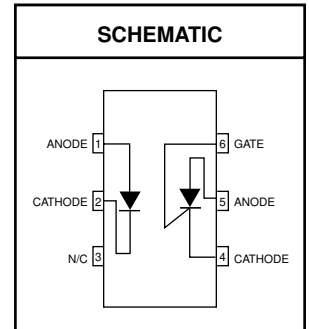 SCHEMATIC
ANODE 1
6 GATE
CATHODE 2
5 ANODE
N/C 3
4 CATHODE